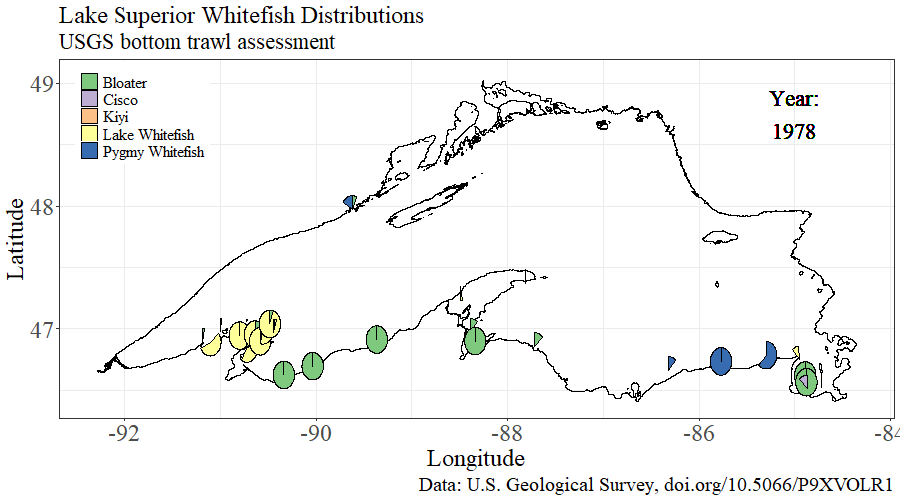 Lake Superior Whitefish Distributions
USGS bottom trawl assessment
Bloater
Cisco
Kiyi
Lake Whitefish
Pygmy Whitefish
Year:
1978
49
48
47
Latitude
-92 -90 -88 -86 -84
Longitude
Data: U.S. Geological Survey, doi.org/10.5066/P9XVOLR1